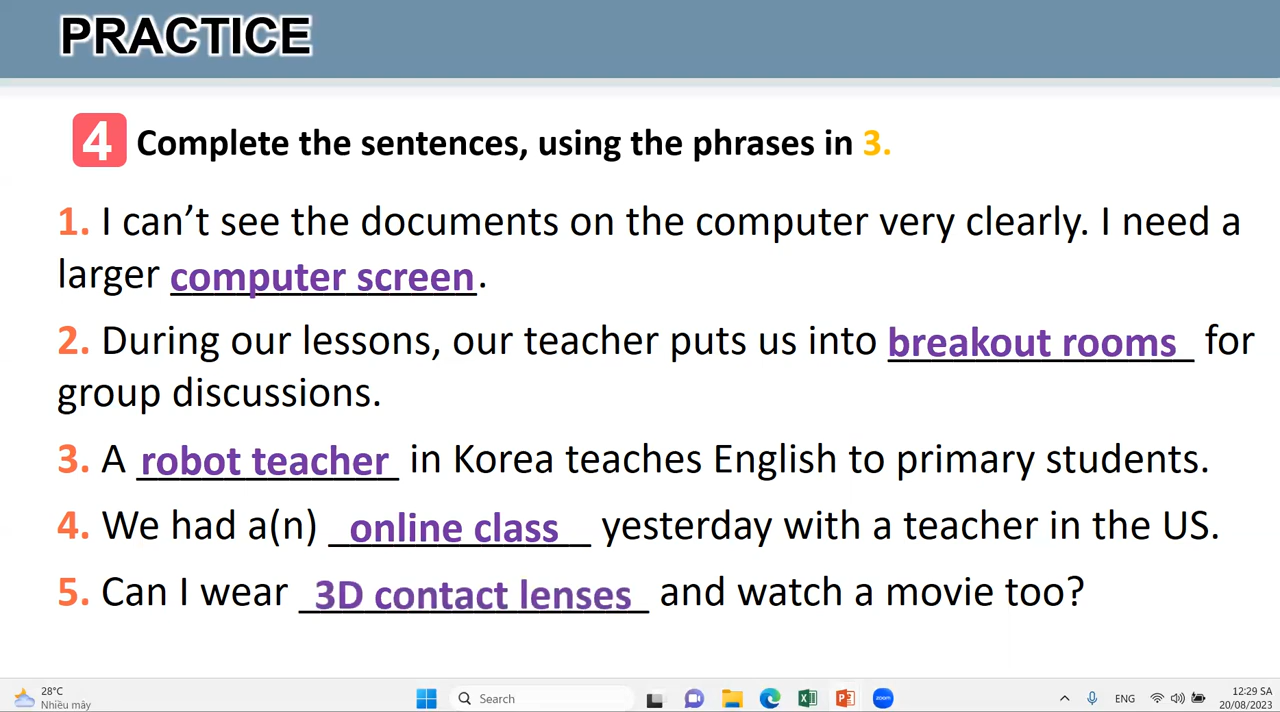 PRACTICE
4 Complete the sentences, using the phrases in 3.
1. I can’t see the documents on the computer very clearly. I need a
larger computer screen.
2. During our lessons, our teacher puts us into breakout rooms for
group discussions.
3. A robot teacher in Korea teaches English to primary students.
4. We had a(n) online class yesterday with a teacher in the US.
5. Can I wear 3D contact lenses and watch a movie too?
28°C
Nhiều mây
Search
zoom
ENG
12:29 SA
20/08/2023